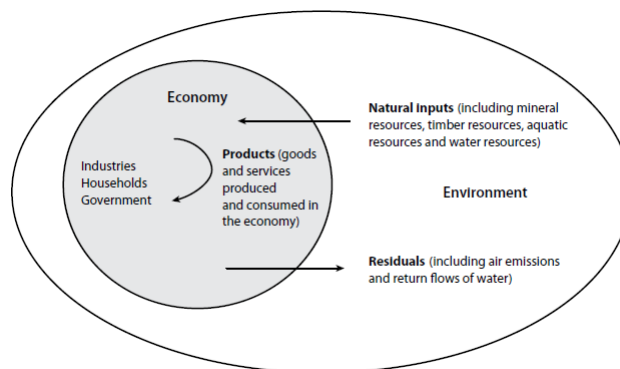 Economy
Natural inputs (including mineral
resources, timber resources, aquatic
resources and water resources)
Industries
Households
Government
Products (goods
and services
produced
and consumed in
the economy)
Environment
Residuals (including air emissions
and return flows of water)